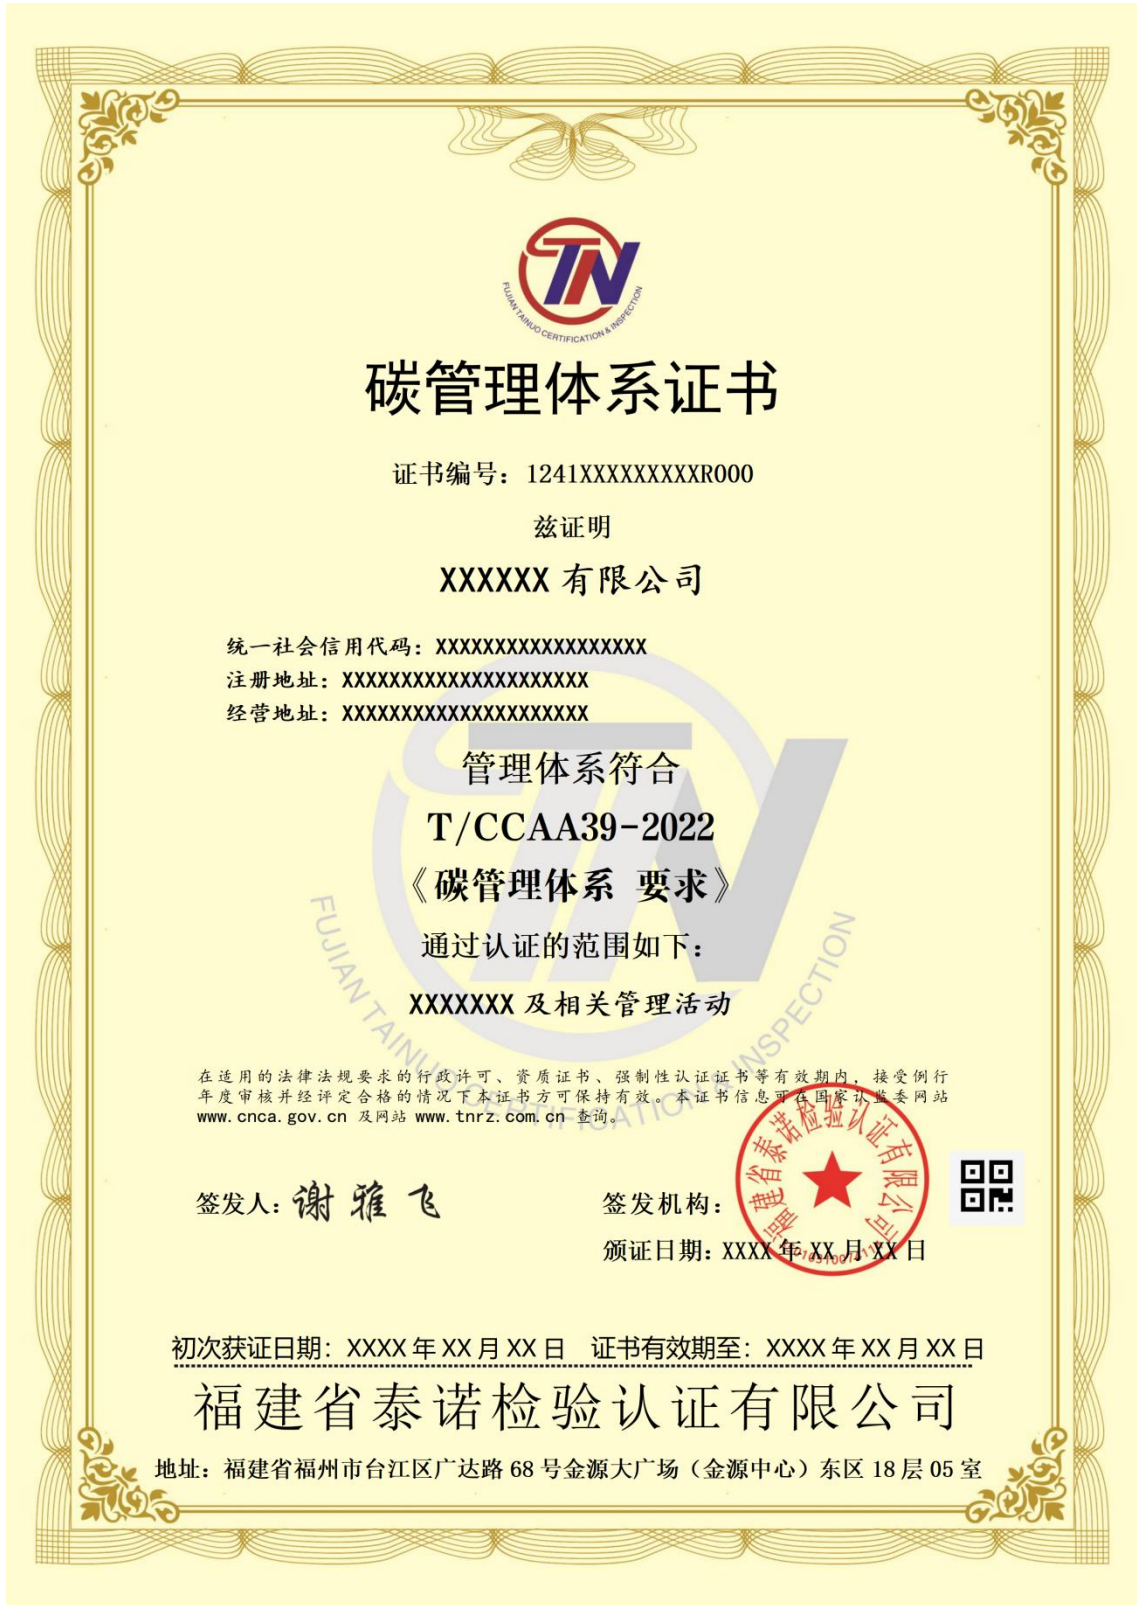 TN
FUJIAN TAINUO CERTIFICATION & INSPECTION
碳管理体系证书
证书编号：1241XXXXXXXXXR000
兹证明
XXXXXX 有限公司
统一社会信用代码：XXXXXXXXXXXXXXXXXX
注册地址：XXXXXXXXXXXXXXXXXXXXX
经营地址：XXXXXXXXXXXXXXXXXXXXX
管理体系符合
T/CCAA39-2022
《碳管理体系 要求》
通过认证的范围如下：
XXXXXXX 及相关管理活动
TN
FUJIAN TAINUO CERTIFICATION & INSPECTION
在适用的法律法规要求的行政许可、资质证书、强制性认证证书等有效期内，接受例行
年度审核并经评定合格的情况下本证书方可保持有效。本证书信息可在国家认监委网站
www.cnca.gov.cn 及网站 www.tnrz.com.cn 查询。
签发人：谢雅飞
签发机构：
福建省泰诺检验认证有限公司
颁证日期：XXXX 年 XX 月 XX 日
初次获证日期：XXXX 年 XX 月 XX 日 证书有效期至：XXXX 年 XX 月 XX 日
福建省泰诺检验认证有限公司
地址：福建省福州市台江区广达路 68 号金源大广场（金源中心）东区 18 层 05 室